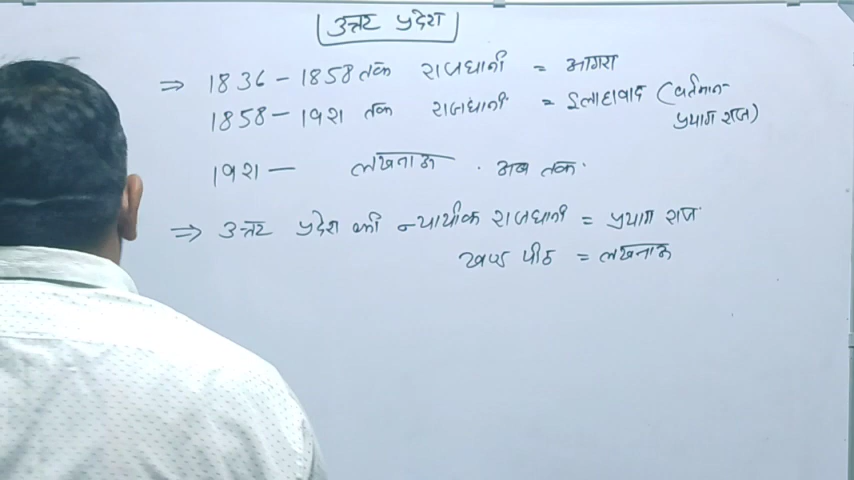 उत्तर प्रदेश
⇒ 1836 - 1858 तक राजधानी = आगरा
1858 - 1921 तक राजधानी = इलाहावाद (वर्तमान- प्रयाग राज)
1921 - लखनऊ . अब तक.
⇒ उत्तर प्रदेश की न्यायीक राजधानी = प्रयाग राज
खण्ड पीठ = लखनऊ